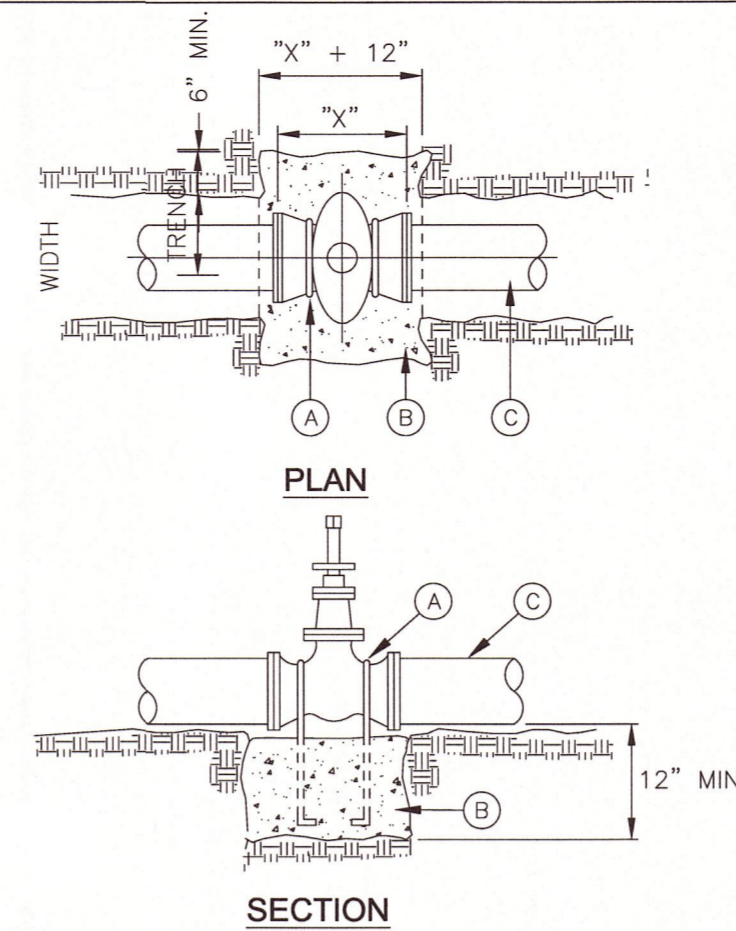 "X" + 12"
6" MIN.
"X"
TRENCH
WIDTH
A
B
C
PLAN
A
C
12" MIN
B
SECTION